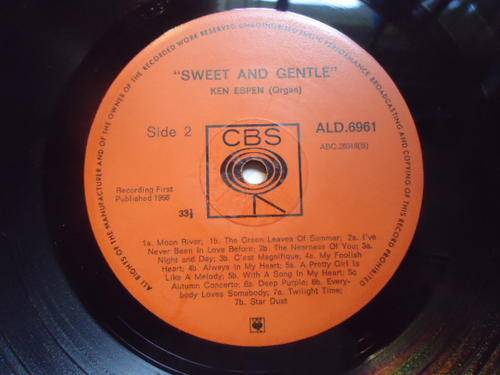 ALL RIGHTS OF THE MANUFACTURER AND OF THE OWNER OF THE RECORDED WORK RESERVED UNAUTHORISED PUBLIC PERFORMANCE BROADCASTING AND COPYING OF THIS RECORD PROHIBITED
"SWEET AND GENTLE"
KEN ESPEN (Organ)
Side 2
CBS
ALD.6961
Recording First
Published 1966
33⅓
1a. Moon River; 1b. The Green Leaves Of Summer; 2a. I've
Never Been In Love Before; 2b. The Nearness Of You; 3a.
Night and Day; 3b. C'est Magnifique; 4a. My Foolish
Heart; 4b. Always In My Heart; 5a. A Pretty Girl Is
Like A Melody; 5b. With A Song In My Heart; 5c
Autumn Concerto; 6a. Deep Purple; 6b. Every-
body Loves Somebody; 7a. Twilight Time;
7b. Star Dust